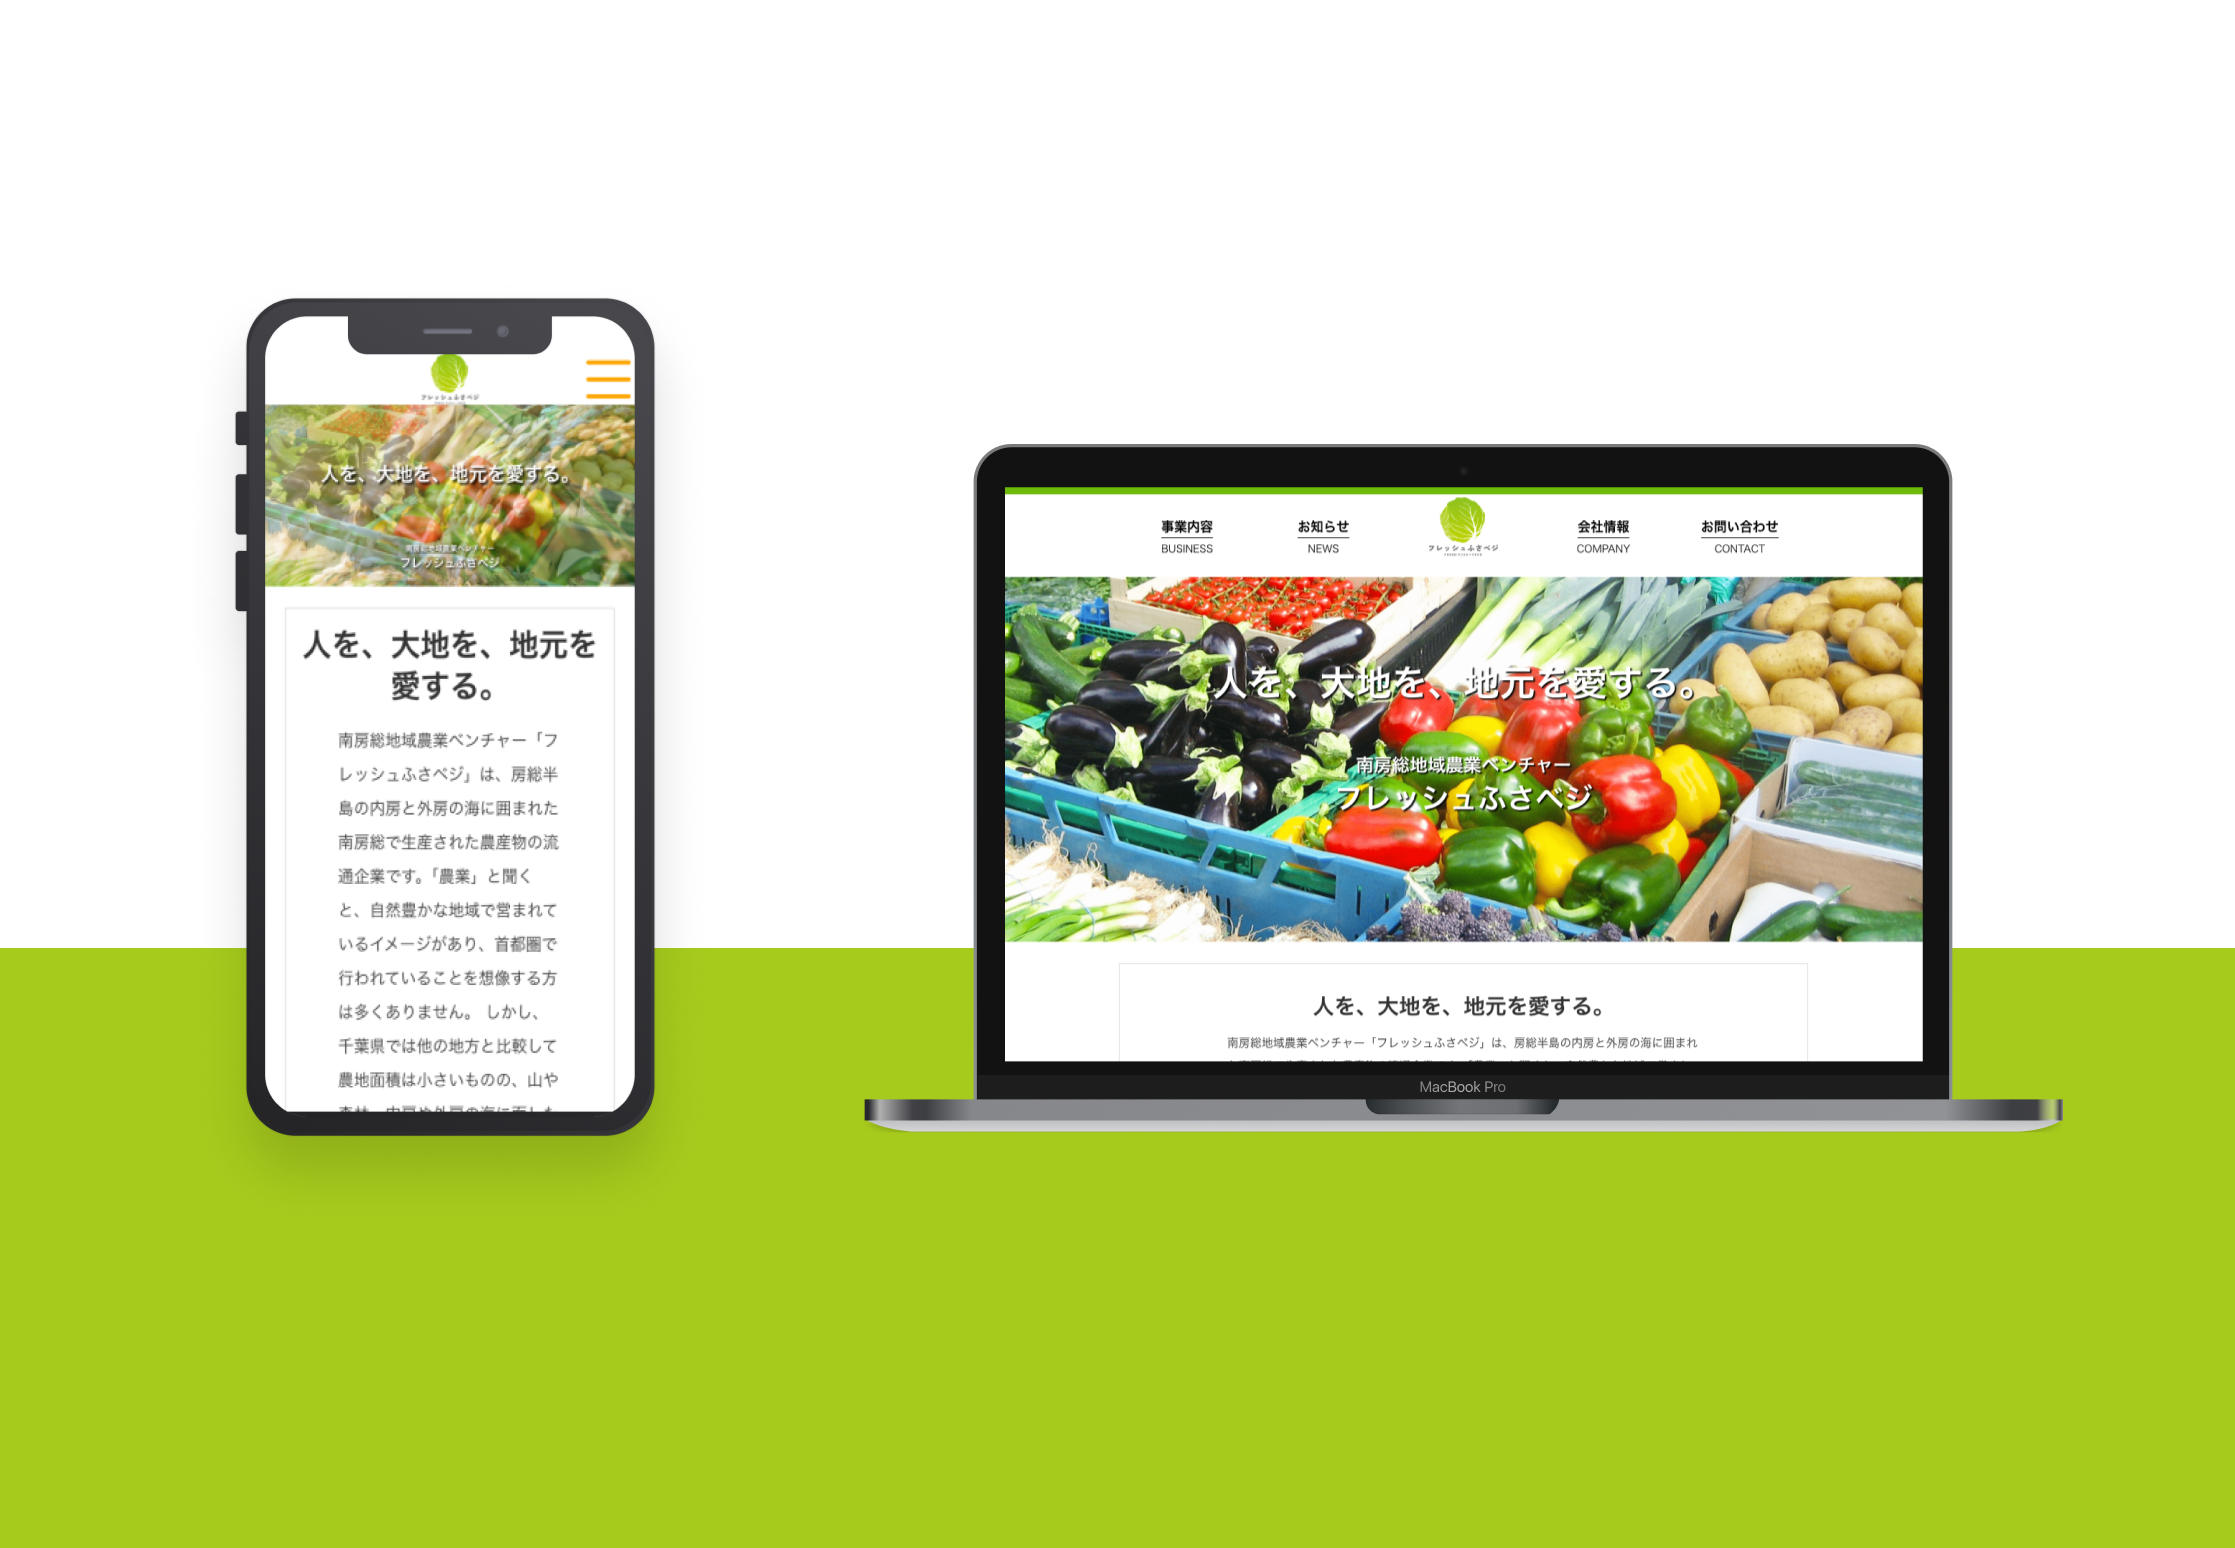 フレッシュふさベジ
人を、大地を、地元を愛する。
南房総地域農業ベンチャー
フレッシュふさベジ
人を、大地を、地元を
愛する。
南房総地域農業ベンチャー「フ
レッシュふさベジ」は、房総半
島の内房と外房の海に囲まれた
南房総で生産された農産物の流
通企業です。「農業」と聞く
と、自然豊かな地域で営まれて
いるイメージがあり、首都圏で
行われていることを想像する方
は多くありません。 しかし、
千葉県では他の地方と比較して
農地面積は小さいものの、山や
事業内容
BUSINESS
お知らせ
NEWS
フレッシュふさベジ
会社情報
COMPANY
お問い合わせ
CONTACT
人を、大地を、地元を愛する。
南房総地域農業ベンチャー
フレッシュふさベジ
人を、大地を、地元を愛する。
南房総地域農業ベンチャー「フレッシュふさベジ」は、房総半島の内房と外房の海に囲まれ
MacBook Pro